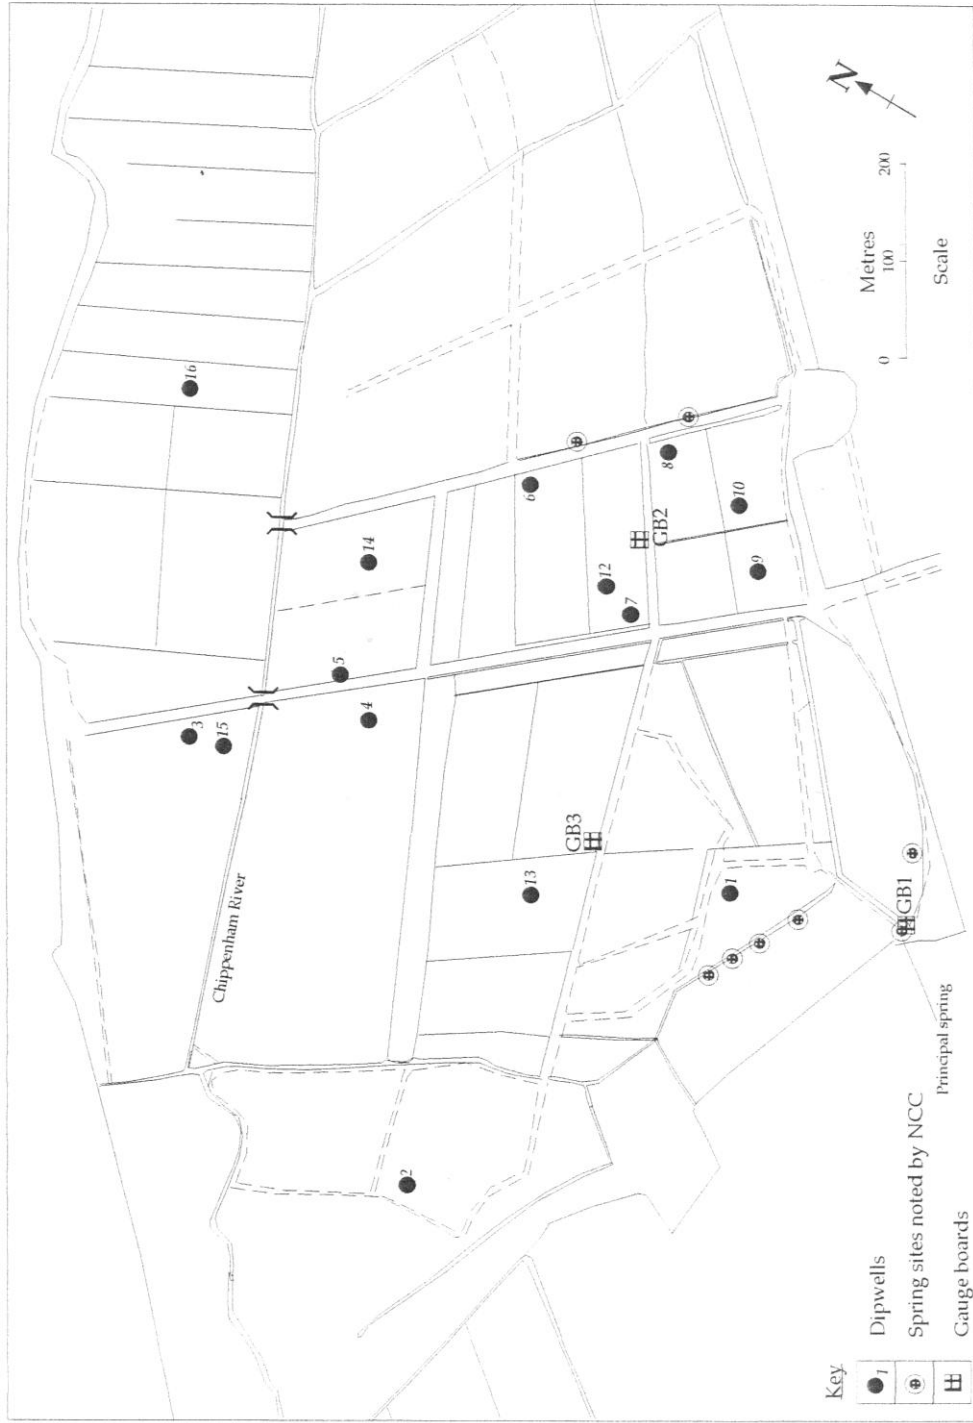 N
16
Metres
0 100 200
Scale
3
15
5
14
4
6
8
12
7
GB2
10
9
Chippenham River
GB3
13
1
GB1
Principal spring
2
Key
1 Dipwells
Spring sites noted by NCC
Gauge boards